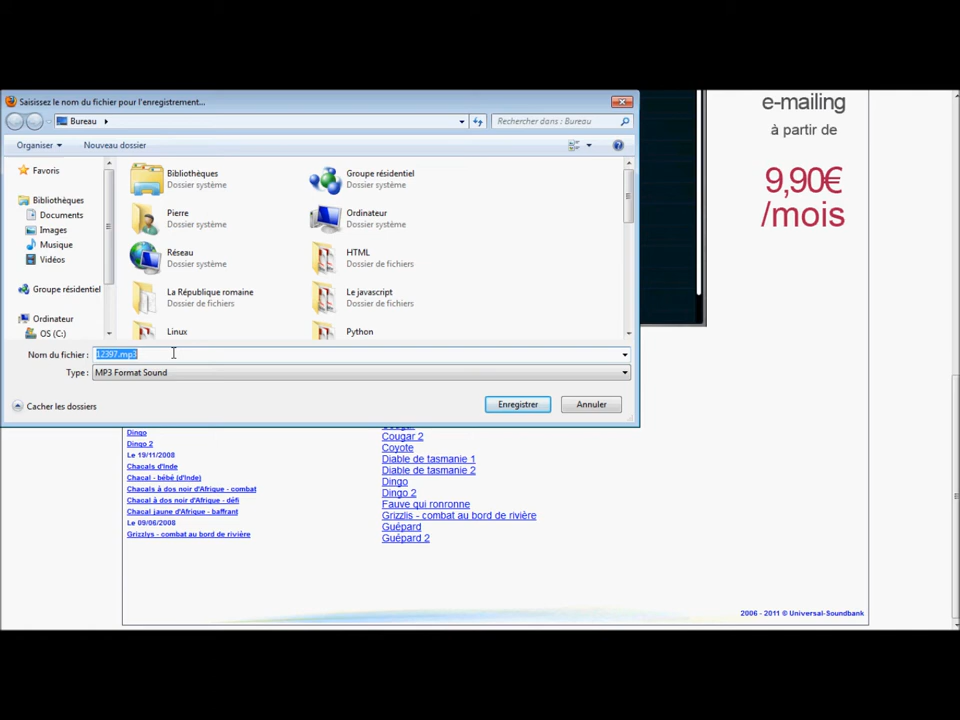 Saisissez le nom du fichier pour l'enregistrement...
Bureau
Rechercher dans : Bureau
Organiser
Nouveau dossier
Favoris
Bibliothèques
Documents
Images
Musique
Vidéos
Groupe résidentiel
Ordinateur
OS (C:)
Bibliothèques
Dossier système
Groupe résidentiel
Dossier système
Pierre
Dossier système
Ordinateur
Dossier système
Réseau
Dossier système
HTML
Dossier de fichiers
La République romaine
Dossier de fichiers
Le javascript
Dossier de fichiers
Linux
Python
Nom du fichier :
12397.mp3
Type :
MP3 Format Sound
Cacher les dossiers
Enregistrer
Annuler
e-mailing
à partir de
9,90€
/mois
Dingo
Dingo 2
Le 19/11/2008
Chacals d'Inde
Chacal - bébé (d'Inde)
Chacals à dos noir d'Afrique - combat
Chacal à dos noir d'Afrique - défi
Chacal jaune d'Afrique - baffrant
Le 09/06/2008
Grizzlys - combat au bord de rivière
Cougar 2
Coyote
Diable de tasmanie 1
Diable de tasmanie 2
Dingo
Dingo 2
Fauve qui ronronne
Grizzlis - combat au bord de rivière
Guépard
Guépard 2
2006 - 2011 © Universal-Soundbank